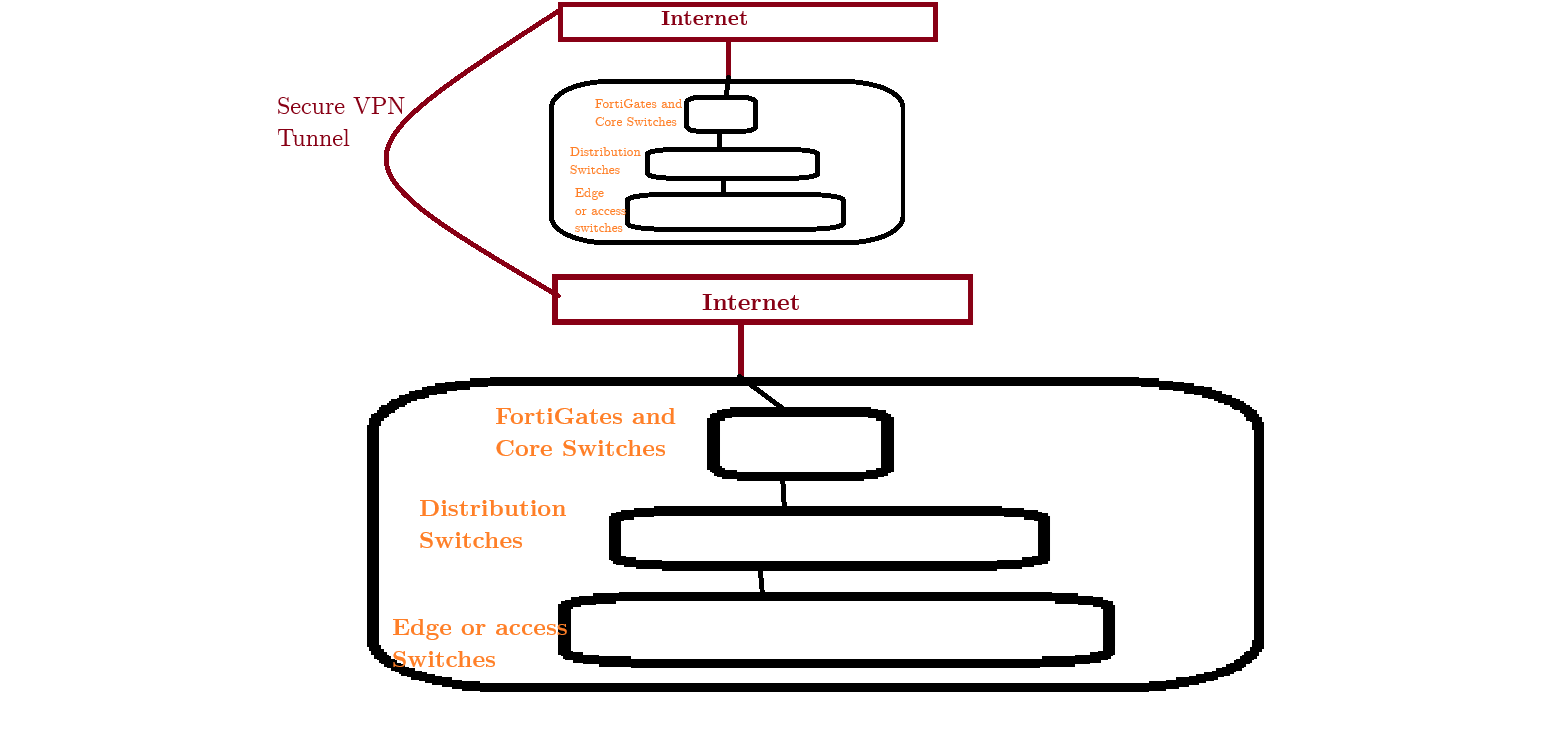 Internet
Secure VPN
Tunnel
FortiGates and
Core Switches
Distribution
Switches
Edge
or access
switches
Internet
FortiGates and
Core Switches
Distribution
Switches
Edge or access
Switches